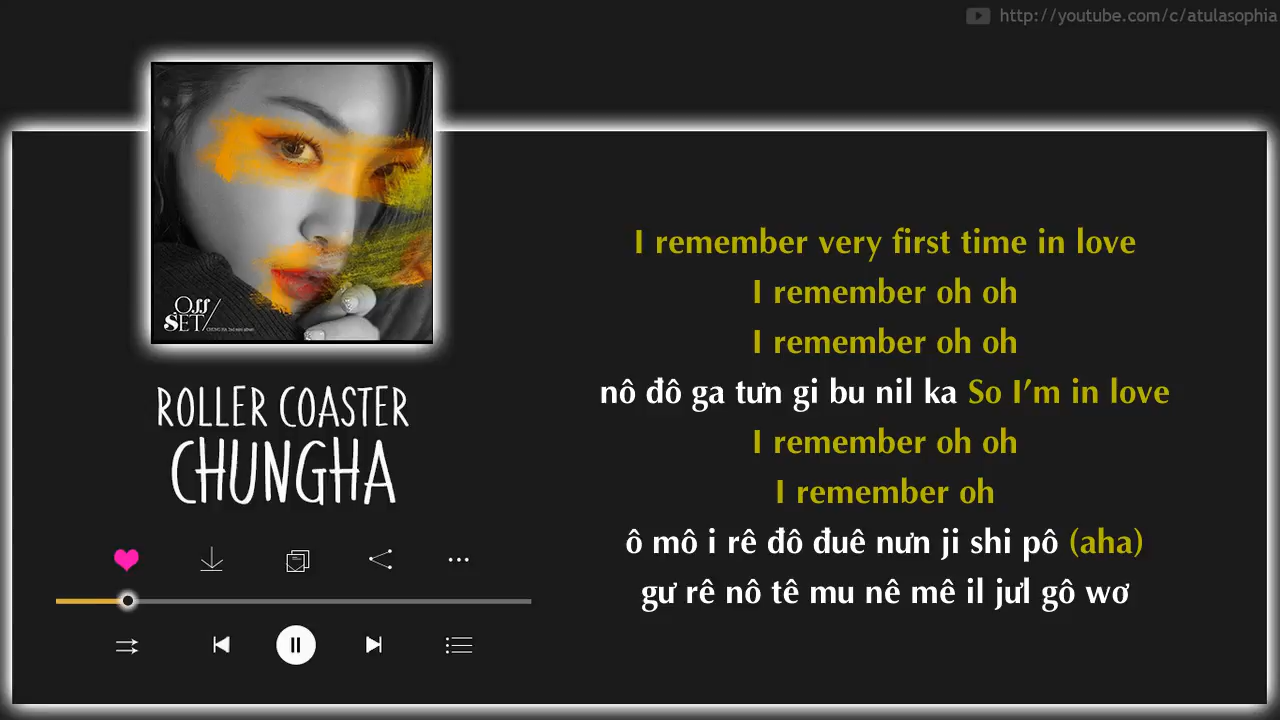 http://youtube.com/c/atulasophia
OFF
SET/
ROLLER COASTER
CHUNGHA
I remember very first time in love
I remember oh oh
I remember oh oh
nô đô ga tưn gi bu nil ka So I’m in love
I remember oh oh
I remember oh
ô mô i rê đô đuê nưn ji shi pô (aha)
gư rê nô tê mu nê mê il jưl gô wơ